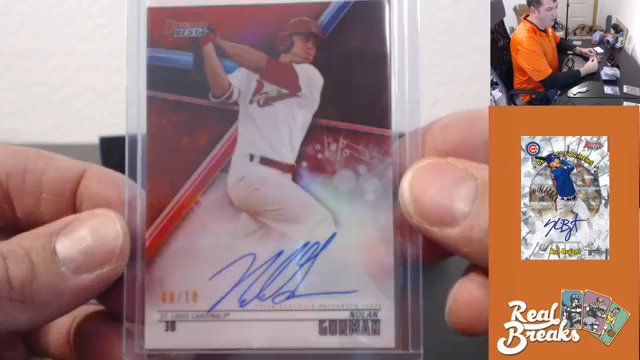 BOWMAN'S
BEST
08/10
ST. LOUIS CARDINALS
3B
NOLAN
GORMAN
Real
Breaks